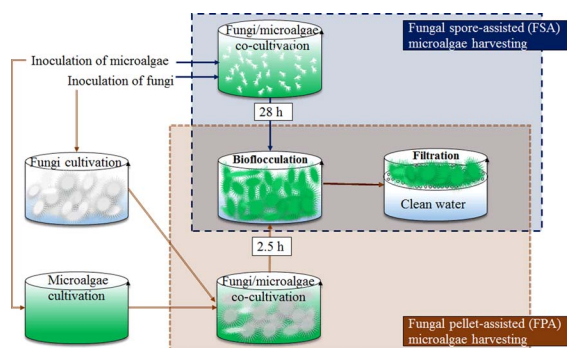 Fungi/microalgae
co-cultivation
Fungal spore-assisted (FSA)
microalgae harvesting
Inoculation of microalgae
Inoculation of fungi
28 h
Fungi cultivation
Bioflocculation
Filtration
Clean water
2.5 h
Microalgae
cultivation
Fungi/microalgae
co-cultivation
Fungal pellet-assisted (FPA)
microalgae harvesting